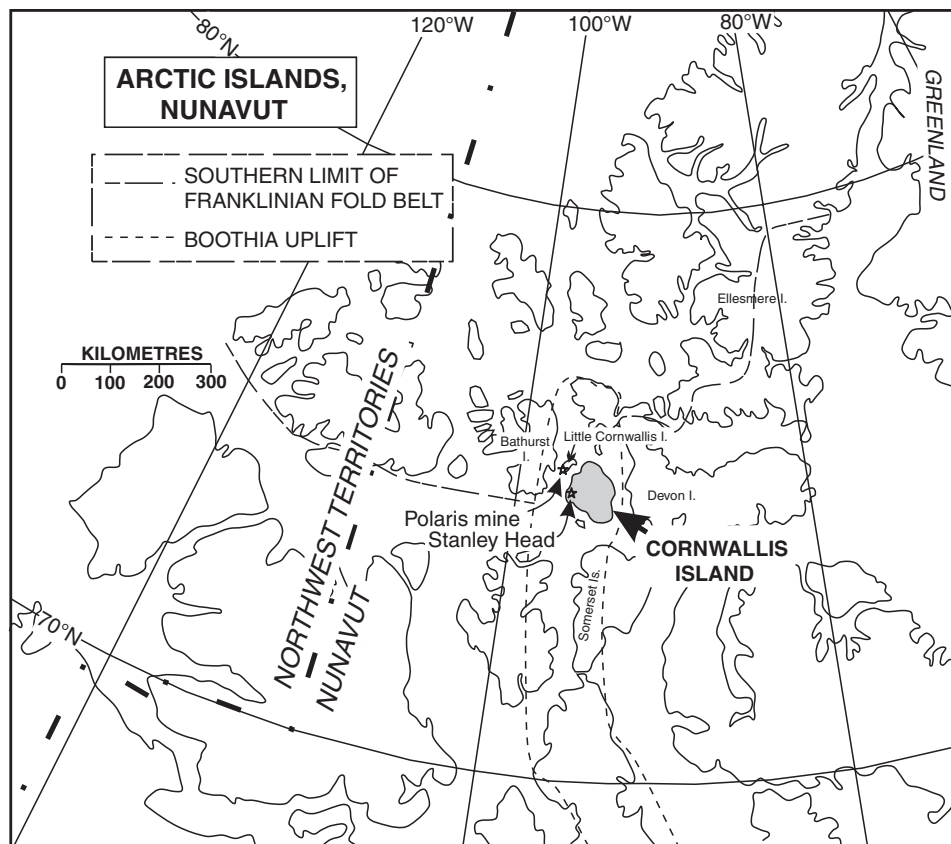 120°W
100°W
80°W
80°N
ARCTIC ISLANDS,
NUNAVUT
GREENLAND
SOUTHERN LIMIT OF
FRANKLINIAN FOLD BELT
BOOTHIA UPLIFT
Ellesmere I.
KILOMETRES
0 100 200 300
NORTHWEST TERRITORIES
NUNAVUT
Bathurst
I.
Little Cornwallis I.
Devon I.
Polaris mine
Stanley Head
CORNWALLIS
ISLAND
Somerset Is.
70°N